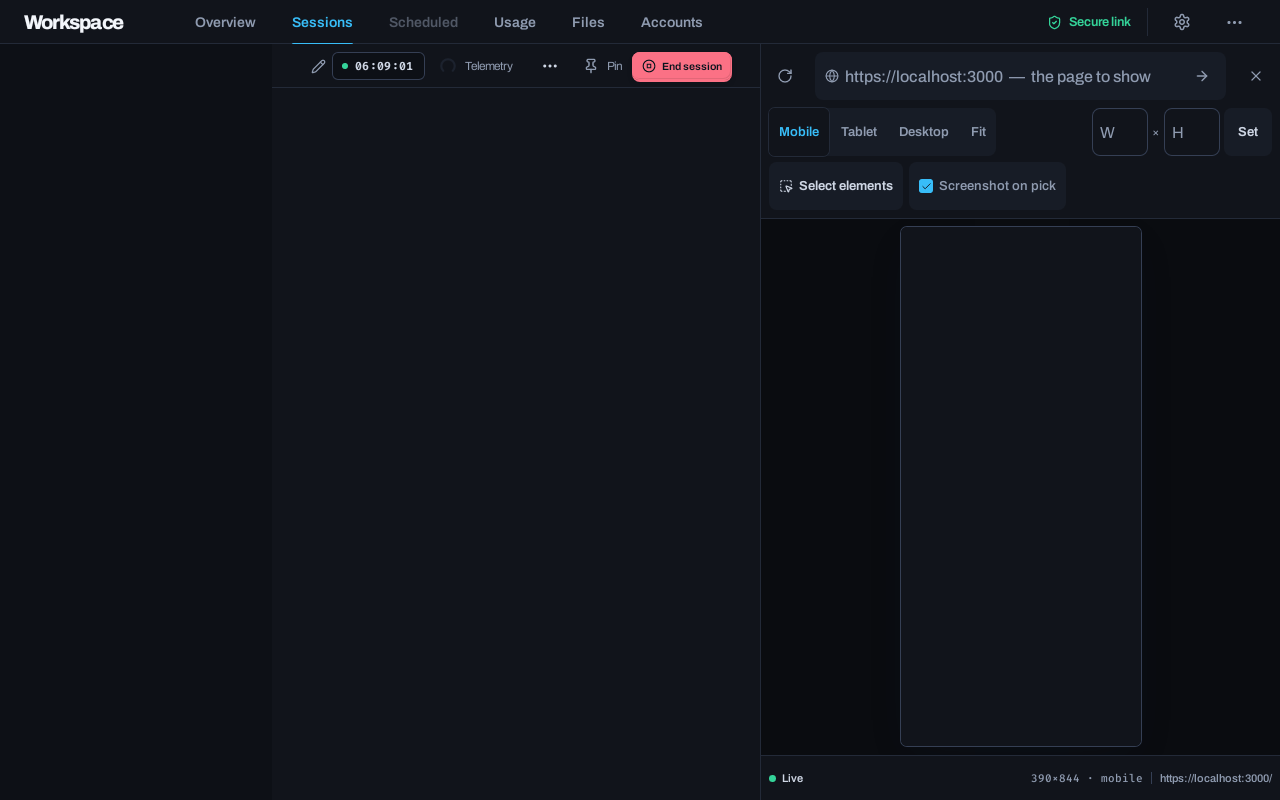 Workspace
Overview
Sessions
Scheduled
Usage
Files
Accounts
Secure link
06:09:01
Telemetry
Pin
End session
https://localhost:3000 — the page to show
Mobile
Tablet
Desktop
Fit
W
×
H
Set
Select elements
Screenshot on pick
Live
390×844 · mobile
https://localhost:3000/